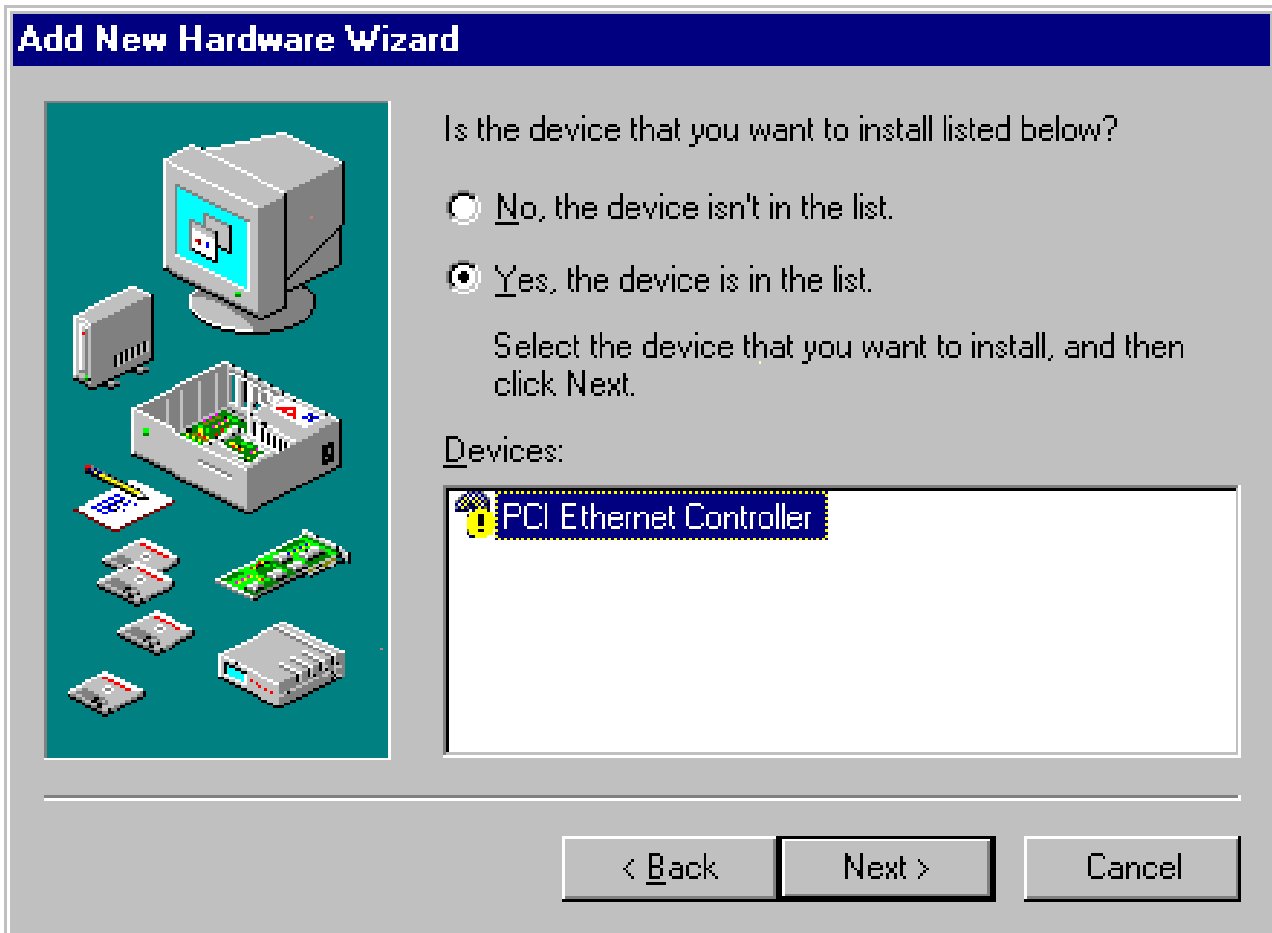 Add New Hardware Wizard
Is the device that you want to install listed below?
No, the device isn't in the list.
Yes, the device is in the list.
Select the device that you want to install, and then
click Next.
Devices:
PCI Ethernet Controller
< Back
Next >
Cancel